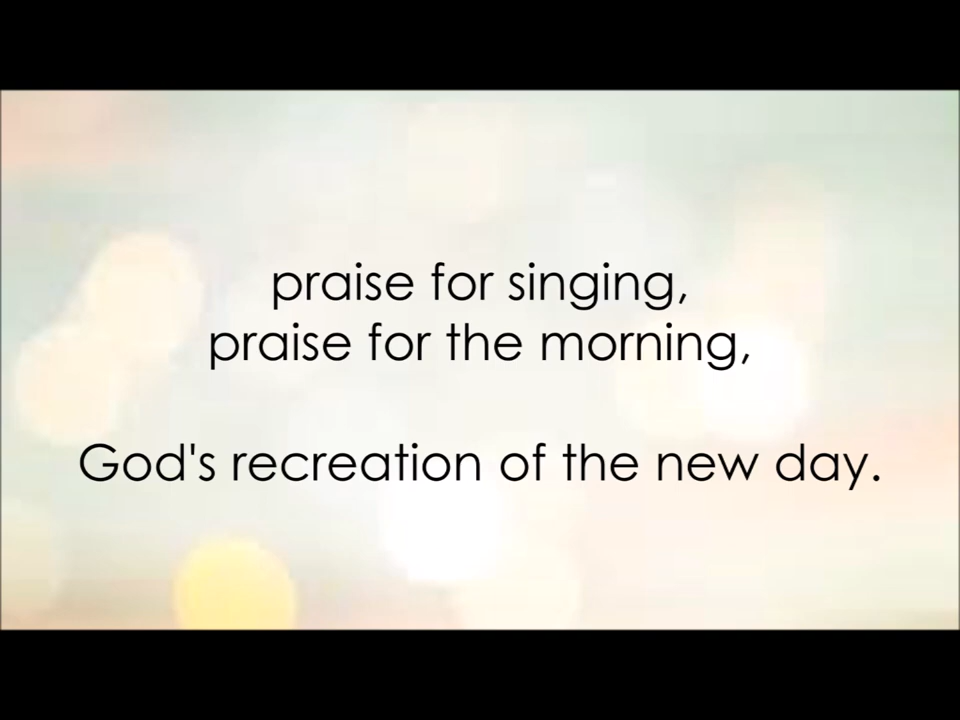 praise for singing,
praise for the morning,
God's recreation of the new day.